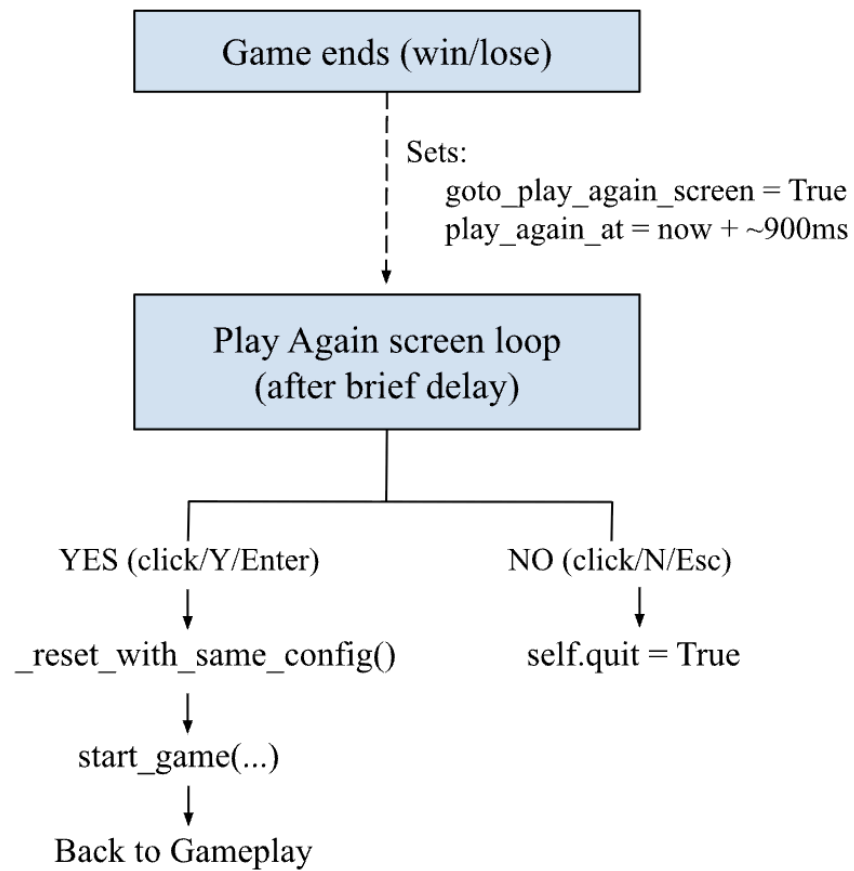 Game ends (win/lose)
Sets:
goto_play_again_screen = True
play_again_at = now + ~900ms
Play Again screen loop
(after brief delay)
YES (click/Y/Enter)
_reset_with_same_config()
start_game(...)
Back to Gameplay
NO (click/N/Esc)
self.quit = True